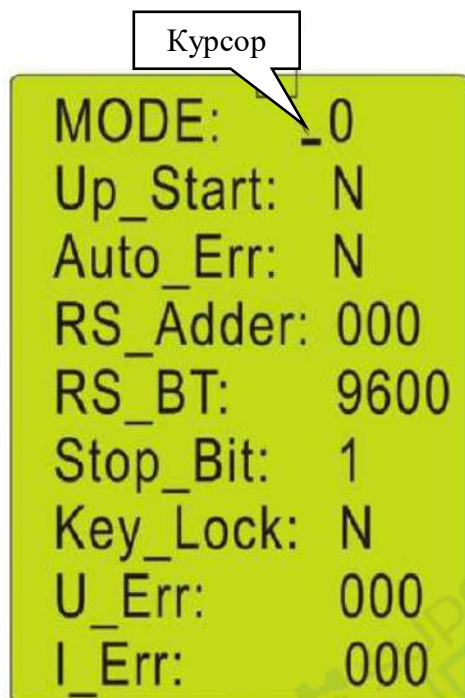 Курсор
MODE: _0
Up_Start: N
Auto_Err: N
RS_Adder: 000
RS_BT: 9600
Stop_Bit: 1
Key_Lock: N
U_Err: 000
I_Err: 000